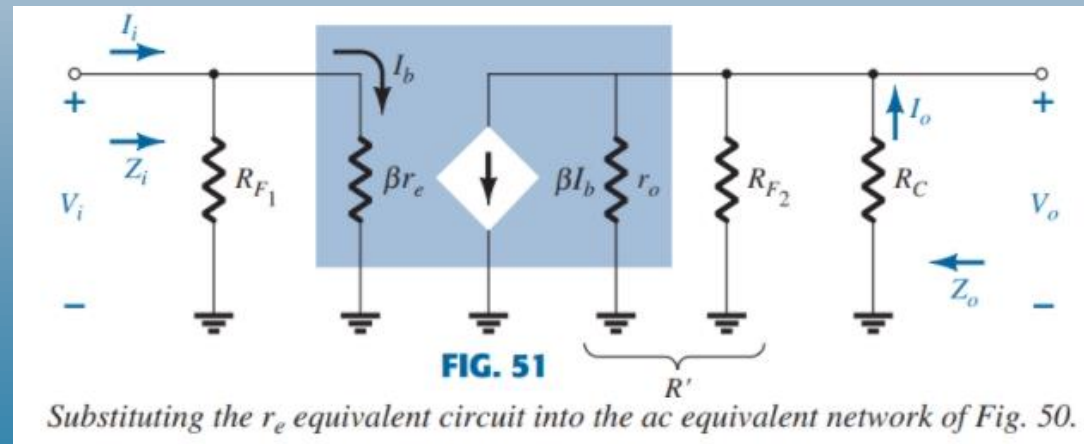 I_i
I_b
+
Z_i
V_i
−
R_F1
βr_e
βI_b
r_o
R_F2
I_o
R_C
+
V_o
Z_o
−
FIG. 51
R'
Substituting the r_e equivalent circuit into the ac equivalent network of Fig. 50.